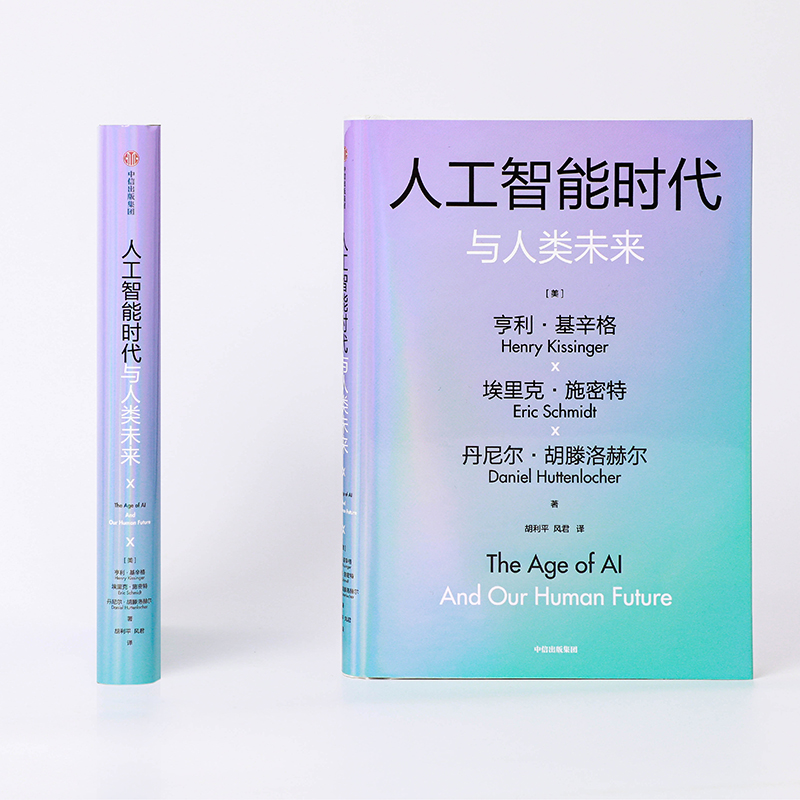 中信出版集团
人工智能时代与人类未来
X
The Age of AI
And
Our Human Future
X
[美]
亨利·基辛格
Henry Kissinger
埃里克·施密特
Eric Schmidt
丹尼尔·胡滕洛赫尔
Daniel Huttenlocher
著
胡利平 风君
译
人工智能时代
与人类未来
[美]
亨利·基辛格
Henry Kissinger
X
埃里克·施密特
Eric Schmidt
X
丹尼尔·胡滕洛赫尔
Daniel Huttenlocher
著
胡利平 风君 译
The Age of AI
And Our Human Future
中信出版集团